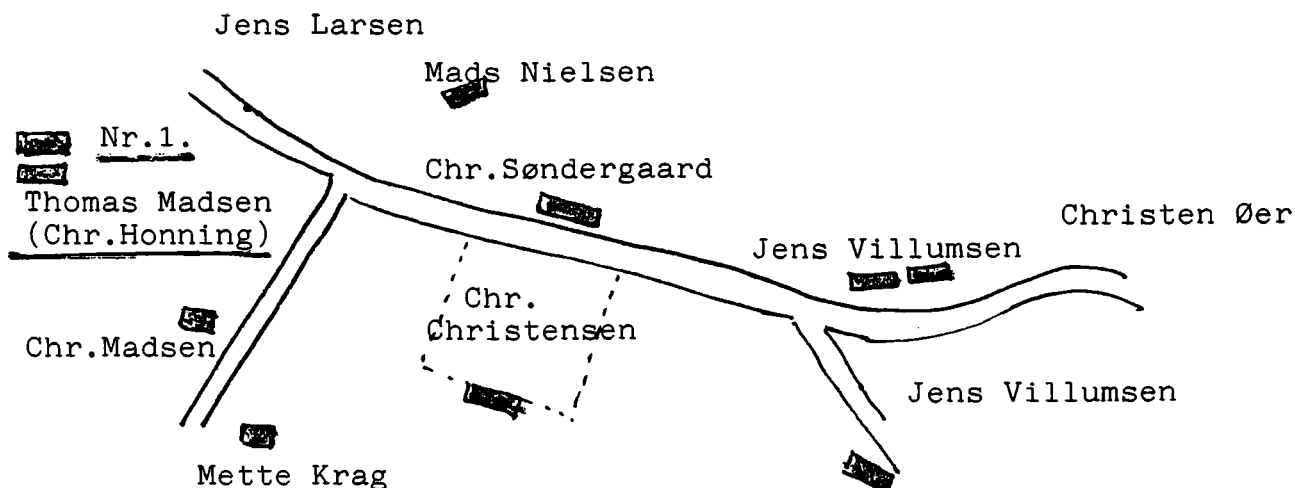 Jens Larsen
Mads Nielsen
Nr.1.
Chr.Søndergaard
Thomas Madsen
(Chr.Honning)
Christen Øer
Jens Villumsen
Chr.
Christensen
Chr.Madsen
Jens Villumsen
Mette Krag